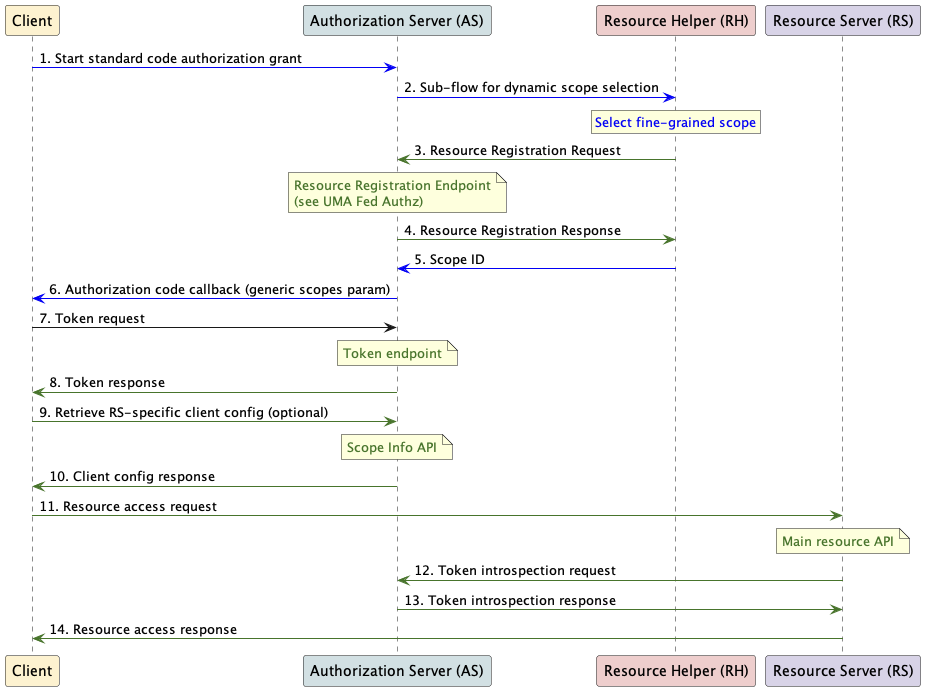 Client
Authorization Server (AS)
Resource Helper (RH)
Resource Server (RS)
1. Start standard code authorization grant
2. Sub-flow for dynamic scope selection
Select fine-grained scope
3. Resource Registration Request
Resource Registration Endpoint
(see UMA Fed Authz)
4. Resource Registration Response
5. Scope ID
6. Authorization code callback (generic scopes param)
7. Token request
Token endpoint
8. Token response
9. Retrieve RS-specific client config (optional)
Scope Info API
10. Client config response
11. Resource access request
Main resource API
12. Token introspection request
13. Token introspection response
14. Resource access response
Client
Authorization Server (AS)
Resource Helper (RH)
Resource Server (RS)